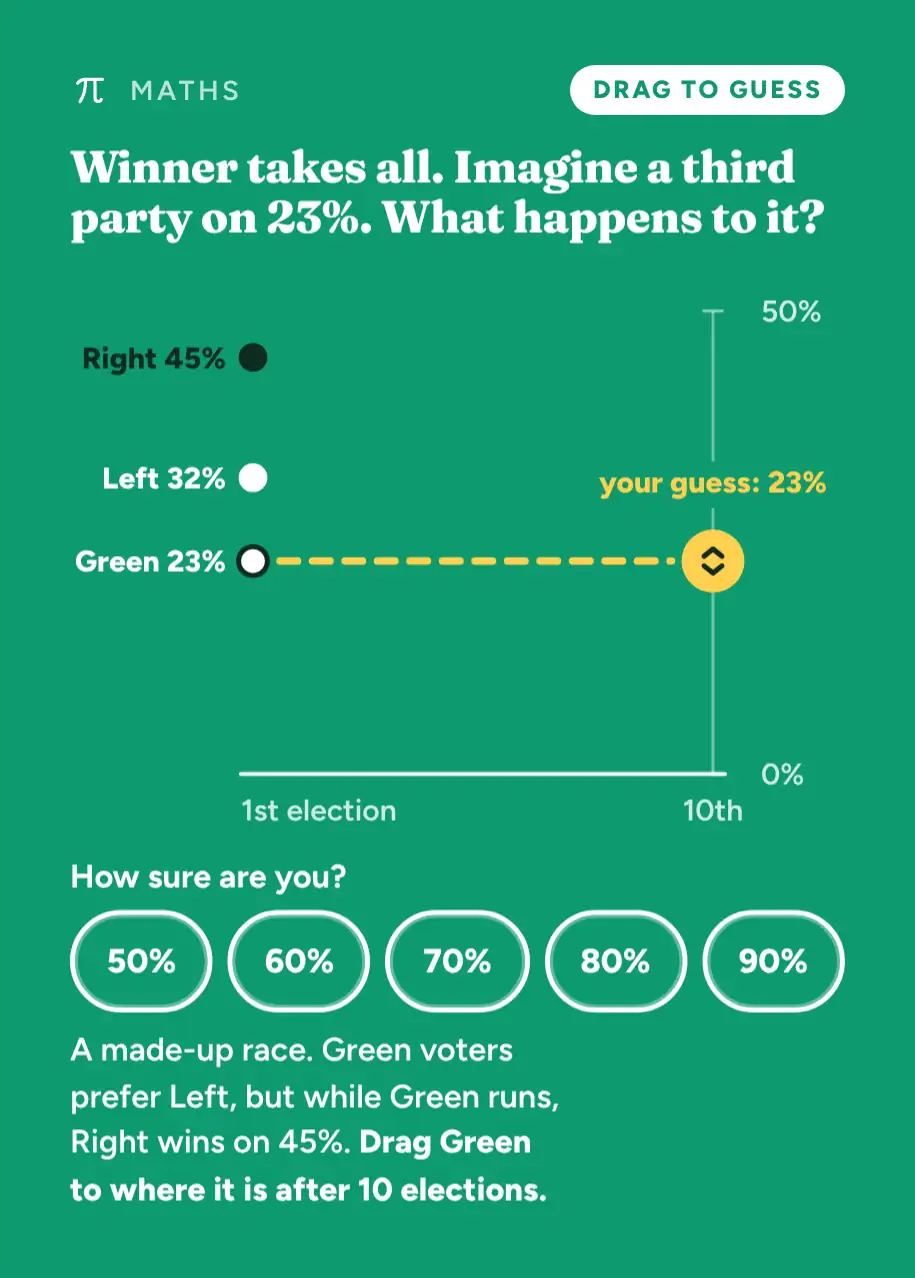 π MATHS
DRAG TO GUESS
Winner takes all. Imagine a third
party on 23%. What happens to it?
50%
Right 45%
Left 32%
your guess: 23%
Green 23%
0%
1st election
10th
How sure are you?
50%
60%
70%
80%
90%
A made-up race. Green voters
prefer Left, but while Green runs,
Right wins on 45%. Drag Green
to where it is after 10 elections.